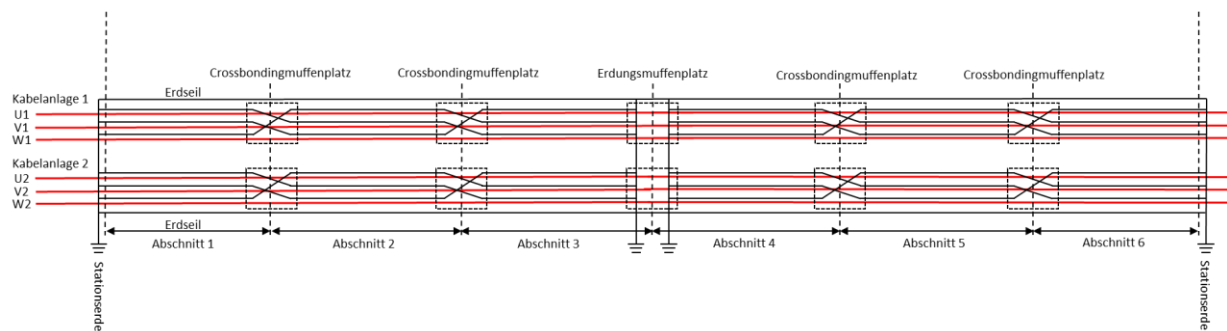 Crossbondingmuffenplatz
Crossbondingmuffenplatz
Erdungsmuffenplatz
Crossbondingmuffenplatz
Crossbondingmuffenplatz
Kabelanlage 1
Erdseil
U1
V1
W1
Kabelanlage 2
U2
V2
W2
Erdseil
Abschnitt 1
Abschnitt 2
Abschnitt 3
Abschnitt 4
Abschnitt 5
Abschnitt 6
Stationserde
Stationserde